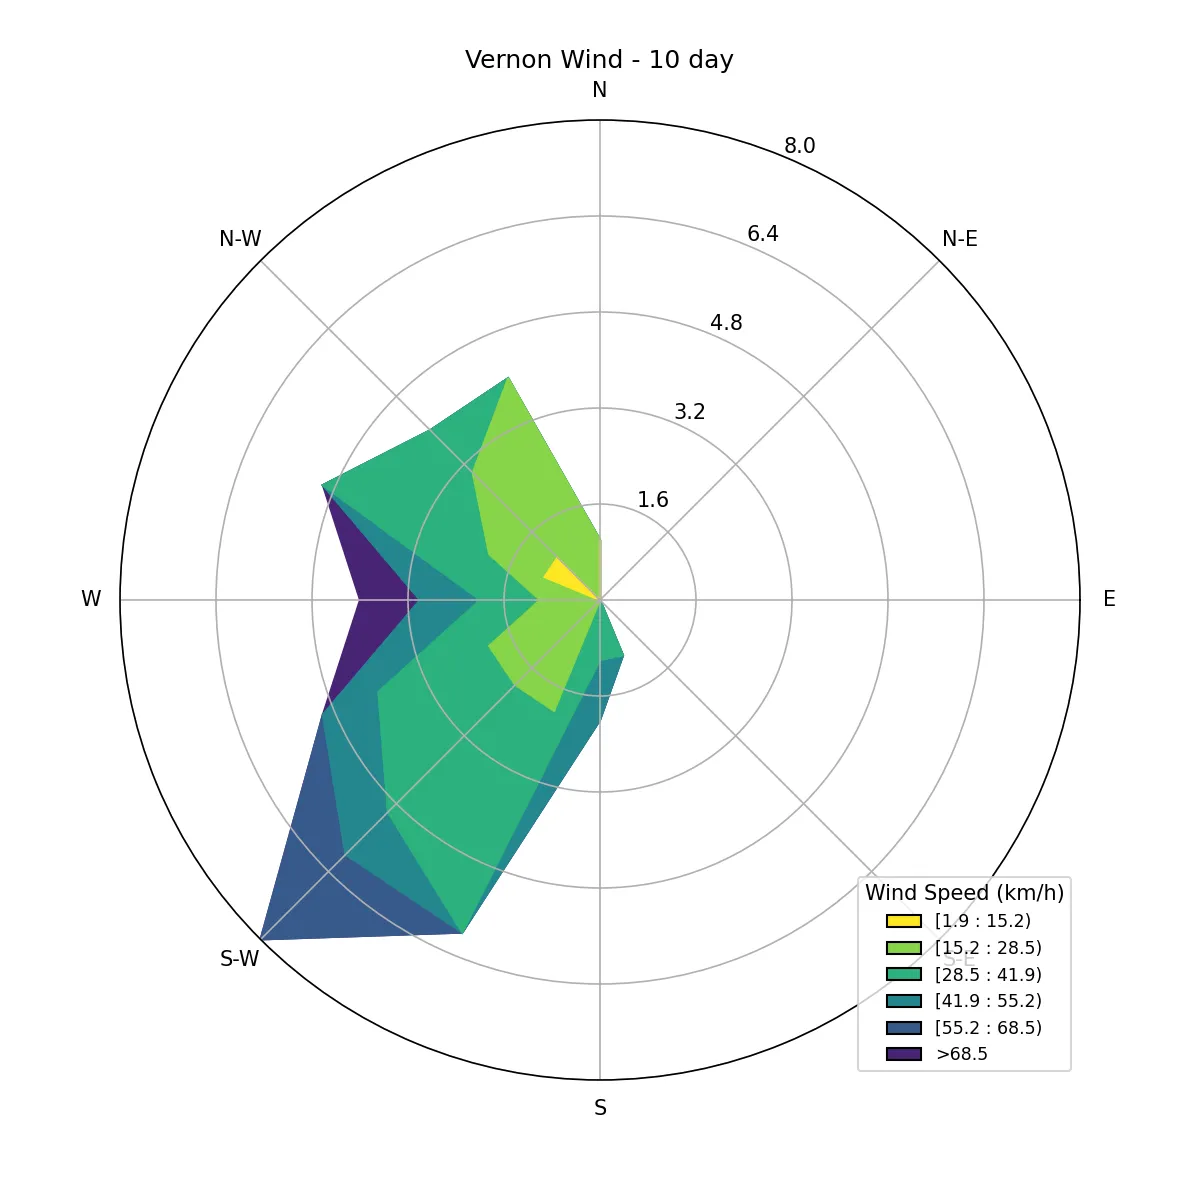 Vernon Wind - 10 day
N
8.0
6.4
N-W
N-E
4.8
3.2
1.6
W
E
Wind Speed (km/h)
[1.9 : 15.2)
[15.2 : 28.5)
S-W
S-E
[28.5 : 41.9)
[41.9 : 55.2)
[55.2 : 68.5)
>68.5
S